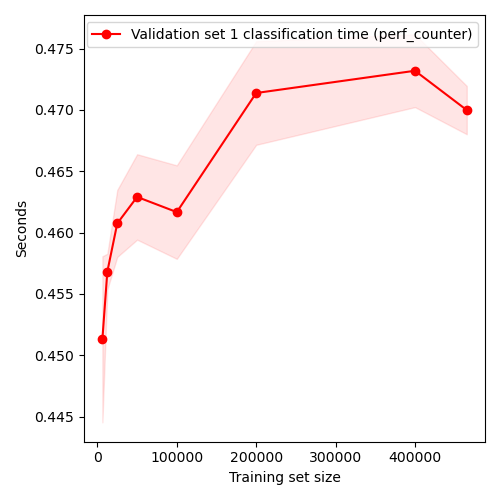 Validation set 1 classification time (perf_counter)
0.475
0.470
0.465
0.460
0.455
0.450
0.445
Seconds
0 100000 200000 300000 400000
Training set size